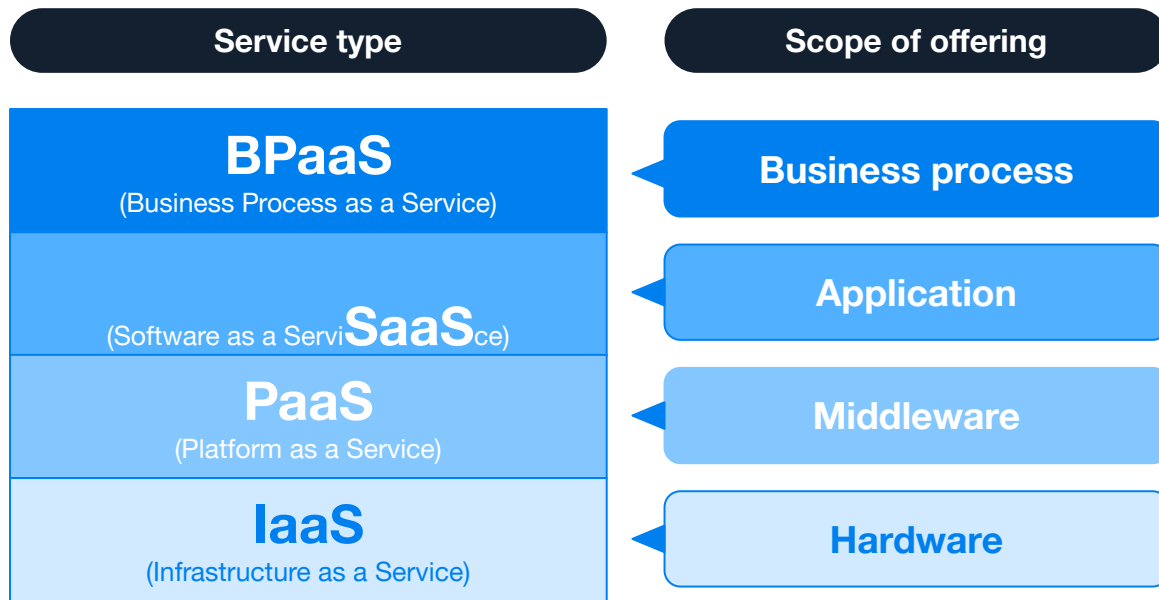 Service type
Scope of offering
BPaaS
(Business Process as a Service)
Business process
(Software as a ServiSaaSce)
Application
PaaS
(Platform as a Service)
Middleware
IaaS
(Infrastructure as a Service)
Hardware